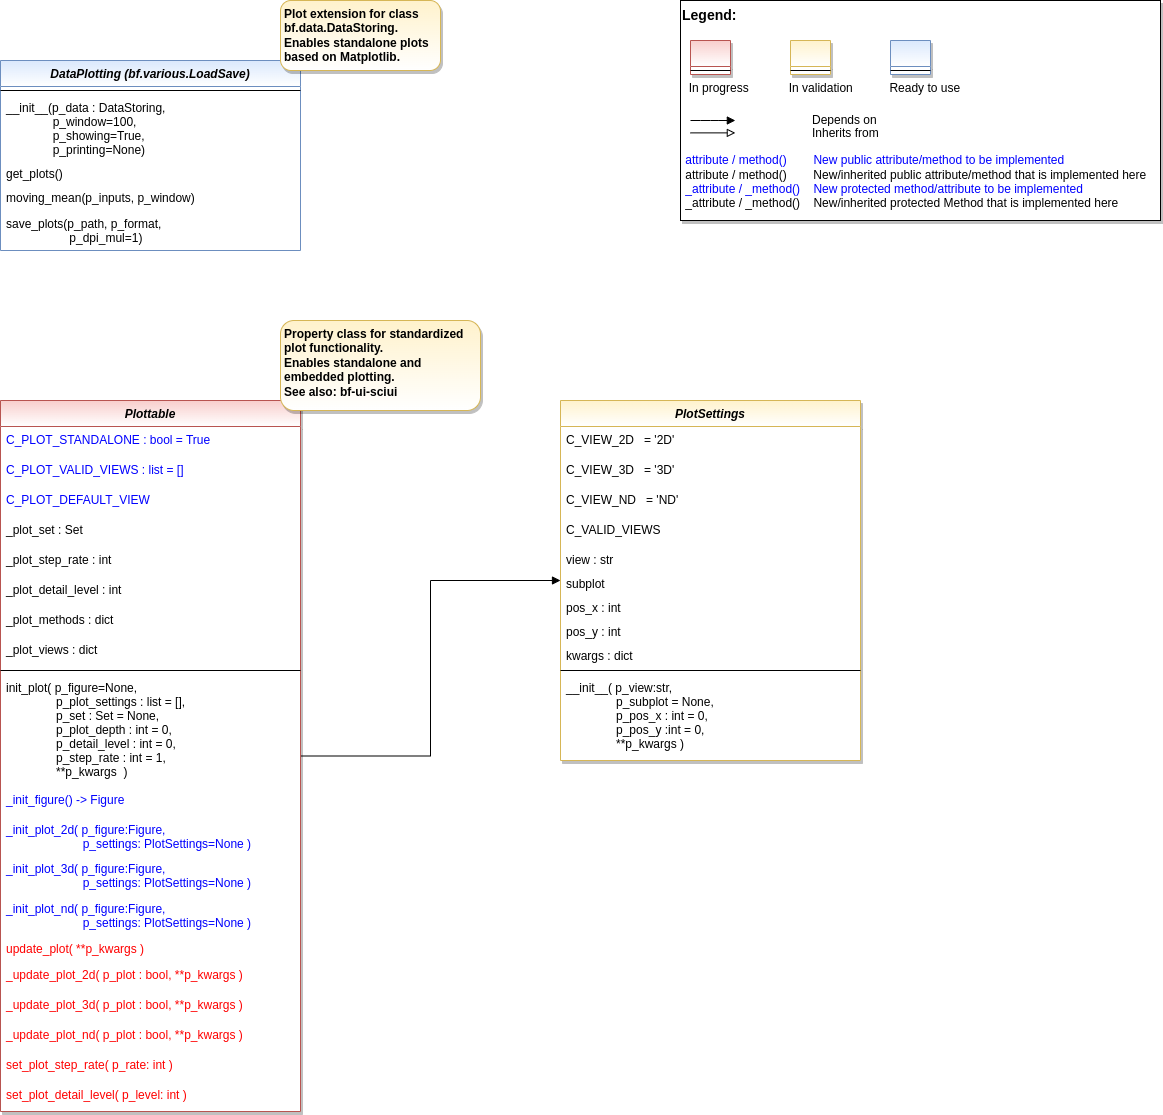 Plot extension for class
bf.data.DataStoring.
Enables standalone plots
based on Matplotlib.
DataPlotting (bf.various.LoadSave)
__init__(p_data : DataStoring,
p_window=100,
p_showing=True,
p_printing=None)
get_plots()
moving_mean(p_inputs, p_window)
save_plots(p_path, p_format,
p_dpi_mul=1)
Legend:
In progress
In validation
Ready to use
Depends on
Inherits from
attribute / method() New public attribute/method to be implemented
attribute / method() New/inherited public attribute/method that is implemented here
_attribute / _method() New protected method/attribute to be implemented
_attribute / _method() New/inherited protected Method that is implemented here
Property class for standardized
plot functionality.
Enables standalone and
embedded plotting.
See also: bf-ui-sciui
Plottable
C_PLOT_STANDALONE : bool = True
C_PLOT_VALID_VIEWS : list = []
C_PLOT_DEFAULT_VIEW
_plot_set : Set
_plot_step_rate : int
_plot_detail_level : int
_plot_methods : dict
_plot_views : dict
init_plot( p_figure=None,
p_plot_settings : list = [],
p_set : Set = None,
p_plot_depth : int = 0,
p_detail_level : int = 0,
p_step_rate : int = 1,
**p_kwargs )
_init_figure() -> Figure
_init_plot_2d( p_figure:Figure,
p_settings: PlotSettings=None )
_init_plot_3d( p_figure:Figure,
p_settings: PlotSettings=None )
_init_plot_nd( p_figure:Figure,
p_settings: PlotSettings=None )
update_plot( **p_kwargs )
_update_plot_2d( p_plot : bool, **p_kwargs )
_update_plot_3d( p_plot : bool, **p_kwargs )
_update_plot_nd( p_plot : bool, **p_kwargs )
set_plot_step_rate( p_rate: int )
set_plot_detail_level( p_level: int )
PlotSettings
C_VIEW_2D = '2D'
C_VIEW_3D = '3D'
C_VIEW_ND = 'ND'
C_VALID_VIEWS
view : str
subplot
pos_x : int
pos_y : int
kwargs : dict
__init__( p_view:str,
p_subplot = None,
p_pos_x : int = 0,
p_pos_y :int = 0,
**p_kwargs )